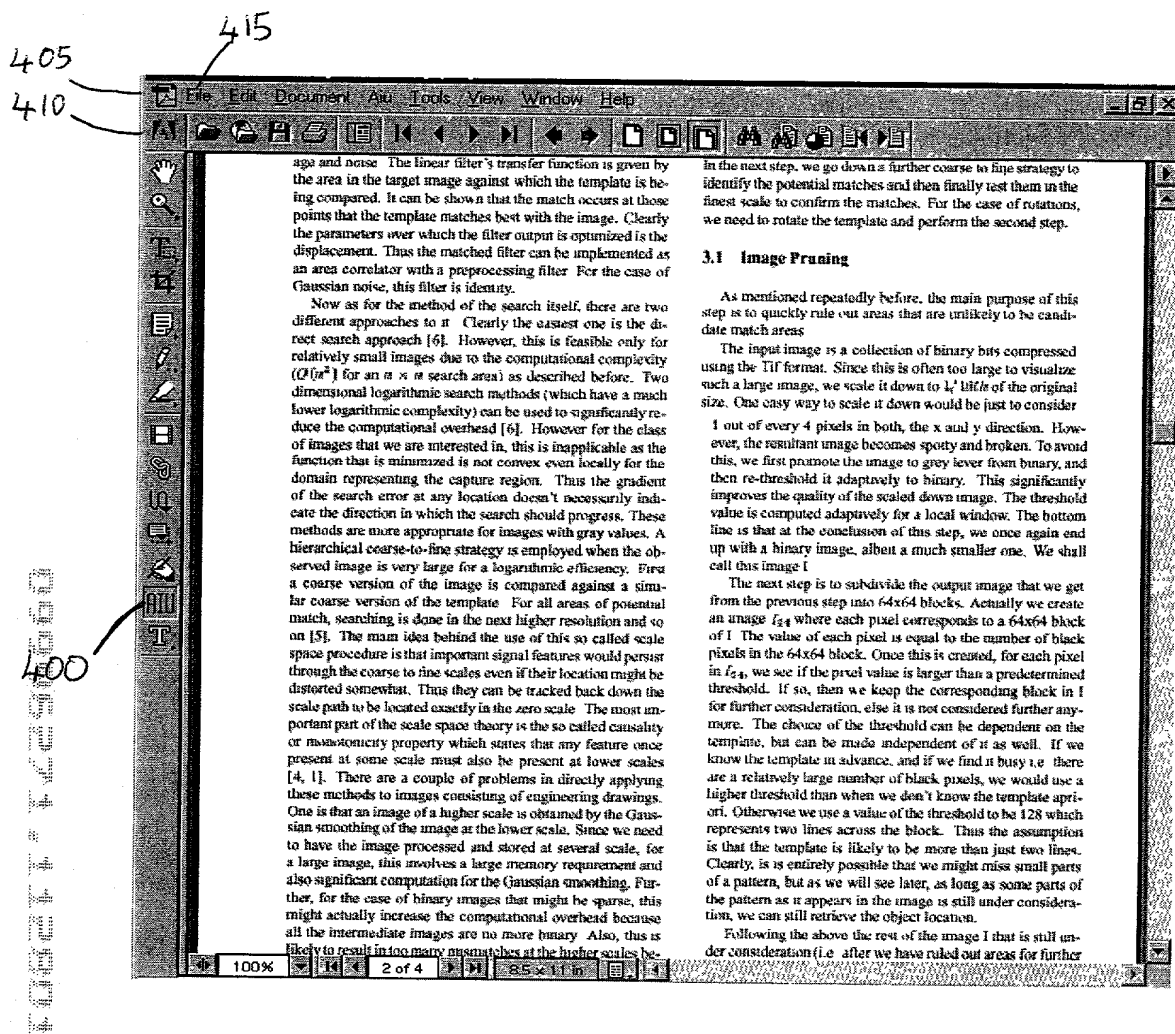 415
405
410
File Edit Document Aiu Tools View Window Help
age and noise The linear filter's transfer function is given by
the area in the target image against which the template is be-
ing compared. It can be shown that the match occurs at those
points that the template matches best with the image. Clearly
the parameters over which the filter output is optimized is the
displacement. Thus the matched filter can be implemented as
an area correlator with a preprocessing filter For the case of
Gaussian noise, this filter is identity.
Now as for the method of the search itself, there are two
different approaches to it Clearly the easiest one is the di-
rect search approach [6]. However, this is feasible only for
relatively small images due to the computational complexity
(O(n²) for an n × n search area) as described before. Two
dimensional logarithmic search methods (which have a much
lower logarithmic complexity) can be used to significantly re-
duce the computational overhead [6]. However for the class
of images that we are interested in, this is inapplicable as the
function that is minimized is not convex even locally for the
domain representing the capture region. Thus the gradient
of the search error at any location doesn't necessarily indi-
cate the direction in which the search should progress. These
methods are more appropriate for images with gray values. A
hierarchical coarse-to-fine strategy is employed when the ob-
served image is very large for a logarithmic efficiency. First
a coarse version of the image is compared against a simi-
lar coarse version of the template For all areas of potential
match, searching is done in the next higher resolution and so
on [5]. The main idea behind the use of this so called scale
space procedure is that important signal features would persist
through the coarse to fine scales even if their location might be
distorted somewhat. Thus they can be tracked back down the
scale path to be located exactly in the zero scale The most im-
portant part of the scale space theory is the so called causality
or monotonicity property which states that any feature once
present at some scale must also be present at lower scales
[4, 1]. There are a couple of problems in directly applying
these methods to images consisting of engineering drawings.
One is that an image of a higher scale is obtained by the Gaus-
sian smoothing of the image at the lower scale. Since we need
to have the image processed and stored at several scale, for
a large image, this involves a large memory requirement and
also significant computation for the Gaussian smoothing. Fur-
ther, for the case of binary images that might be sparse, this
might actually increase the computational overhead because
all the intermediate images are no more binary Also, this is
likely to result in too many mismatches at the higher scales be-
in the next step, we go down a further coarse to fine strategy to
identify the potential matches and then finally test them in the
finest scale to confirm the matches. For the case of rotations,
we need to rotate the template and perform the second step.
3.1 Image Pruning
As mentioned repeatedly before, the main purpose of this
step is to quickly rule out areas that are unlikely to be candi-
date match areas
The input image is a collection of binary bits compressed
using the Tif format. Since this is often too large to visualize
such a large image, we scale it down to of the original
size. One easy way to scale it down would be just to consider
1 out of every 4 pixels in both, the x and y direction. How-
ever, the resultant image becomes spotty and broken. To avoid
this, we first promote the image to grey lever from binary, and
then re-threshold it adaptively to binary. This significantly
improves the quality of the scaled down image. The threshold
value is computed adaptively for a local window. The bottom
line is that at the conclusion of this step, we once again end
up with a binary image, albeit a much smaller one. We shall
call this image I
The next step is to subdivide the output image that we get
from the previous step into 64x64 blocks. Actually we create
an image I₆₄ where each pixel corresponds to a 64x64 block
of I The value of each pixel is equal to the number of black
pixels in the 64x64 block. Once this is created, for each pixel
in I₆₄, we see if the pixel value is larger than a predetermined
threshold. If so, then we keep the corresponding block in I
for further consideration, else it is not considered further any-
more. The choice of the threshold can be dependent on the
template, but can be made independent of it as well. If we
know the template in advance, and if we find it busy i.e there
are a relatively large number of black pixels, we would use a
higher threshold than when we don't know the template apri-
ori. Otherwise we use a value of the threshold to be 128 which
represents two lines across the block. Thus the assumption
is that the template is likely to be more than just two lines.
Clearly, is is entirely possible that we might miss small parts
of a pattern, but as we will see later, as long as some parts of
the pattern as it appears in the image is still under considera-
tion, we can still retrieve the object location.
Following the above the rest of the image I that is still un-
der consideration (i.e after we have ruled out areas for further
AIU
400
100% 2 of 4 8.5 x 11 in